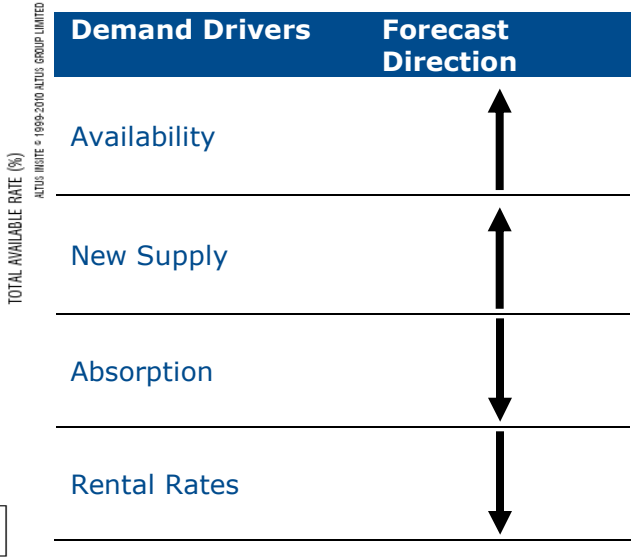 TOTAL AVAILABLE RATE (%)
ALTUS INSITE © 1999-2010 ALTUS GROUP LIMITED
Demand Drivers
Forecast
Direction
Availability
New Supply
Absorption
Rental Rates